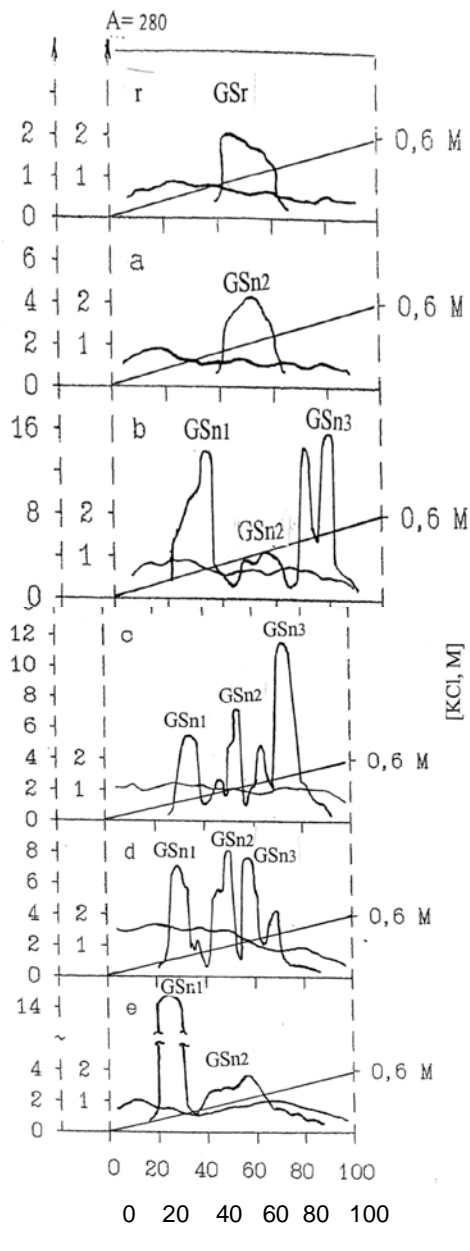 A= 280
r GSr
2 2
1 1
0
0,6 M
a GSn2
6
4 2
2 1
0
0,6 M
b GSn1 GSn3
16
8 2
GSn2
1
0
0,6 M
c GSn3
12
10
8
GSn1 GSn2
6
4 2
2 1
0
0,6 M
[KCl, M]
d GSn1 GSn2 GSn3
8
6
4 2
2 1
0
0,6 M
GSn1
14 e
~
GSn2
4 2
2 1
0
0,6 M
0 20 40 60 80 100
0 20 40 60 80 100